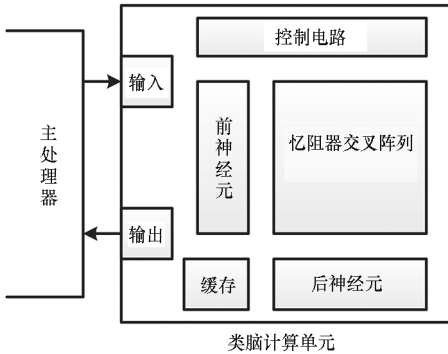 控制电路
输入
主处理器
前神经元
忆阻器交叉阵列
输出
缓存
后神经元
类脑计算单元